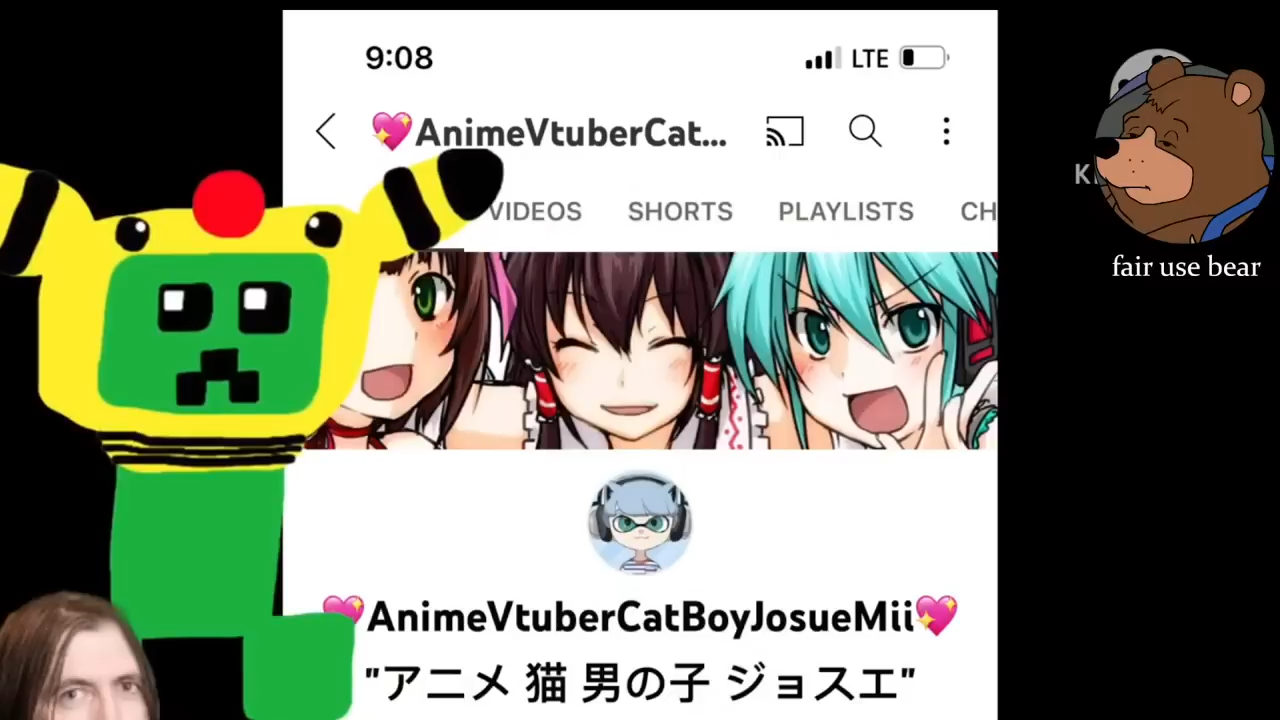 9:08 LTE
💖AnimeVtuberCat...
VIDEOS SHORTS PLAYLISTS CH
fair use bear
💖AnimeVtuberCatBoyJosueMii💖
"アニメ 猫 男の子 ジョスエ"